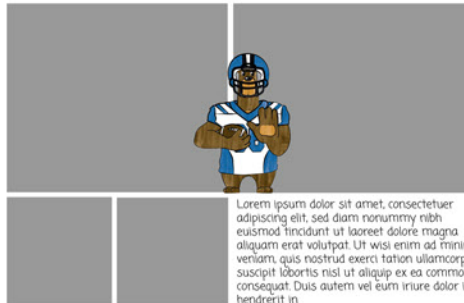 Lorem ipsum dolor sit amet, consectetuer
adipiscing elit, sed diam nonummy nibh
euismod tincidunt ut laoreet dolore magna
aliquam erat volutpat. Ut wisi enim ad mini
veniam, quis nostrud exerci tation ullamcorp
suscipit lobortis nisl ut aliquip ex ea commo
consequat. Duis autem vel eum iriure dolor i
hendrerit in